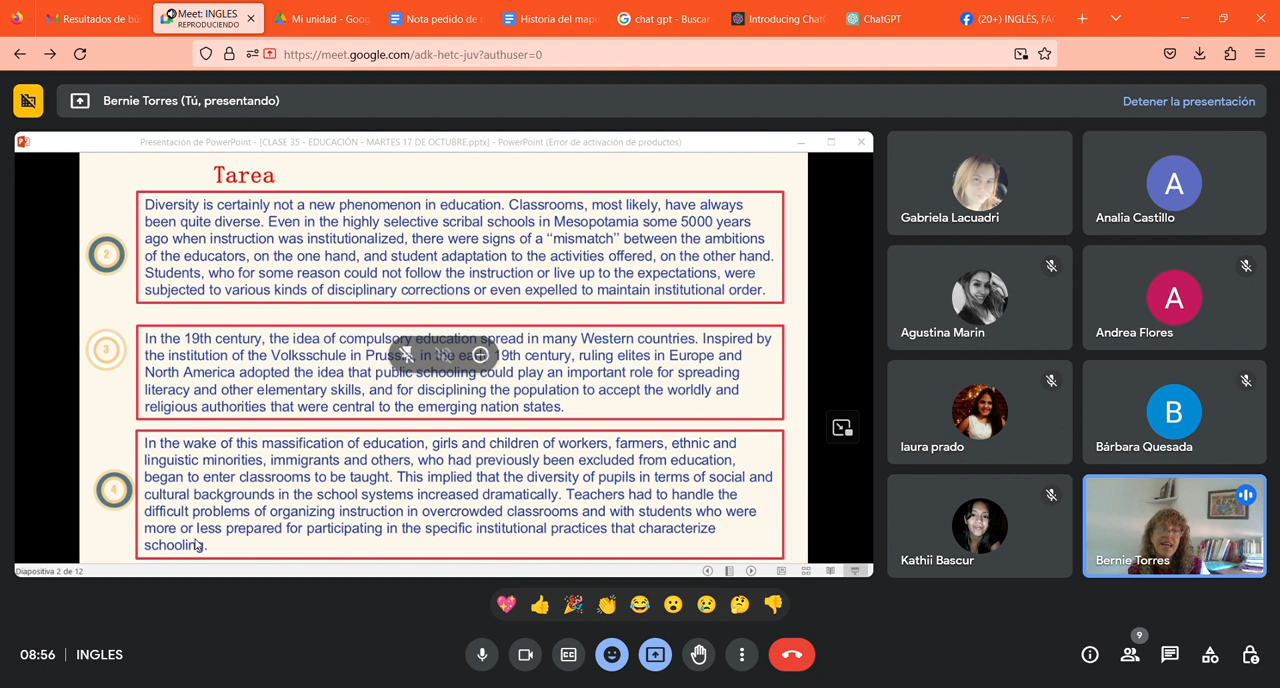 Resultados de bú
Meet: INGLES
REPRODUCIENDO
Mi unidad - Goog
Nota pedido de
Historia del mapu
chat gpt - Buscar
Introducing ChatG
ChatGPT
(20+) INGLÉS, FAC
https://meet.google.com/adk-hetc-juv?authuser=0
Bernie Torres (Tú, presentando)
Detener la presentación
Presentación de PowerPoint - [CLASE 35 - EDUCACIÓN - MARTES 17 DE OCTUBRE.pptx] - PowerPoint (Error de activación de productos)
Tarea
2
Diversity is certainly not a new phenomenon in education. Classrooms, most likely, have always
been quite diverse. Even in the highly selective scribal schools in Mesopotamia some 5000 years
ago when instruction was institutionalized, there were signs of a “mismatch” between the ambitions
of the educators, on the one hand, and student adaptation to the activities offered, on the other hand.
Students, who for some reason could not follow the instruction or live up to the expectations, were
subjected to various kinds of disciplinary corrections or even expelled to maintain institutional order.
3
In the 19th century, the idea of compulsory education spread in many Western countries. Inspired by
the institution of the Volksschule in Prussia in the early 19th century, ruling elites in Europe and
North America adopted the idea that public schooling could play an important role for spreading
literacy and other elementary skills, and for disciplining the population to accept the worldly and
religious authorities that were central to the emerging nation states.
4
In the wake of this massification of education, girls and children of workers, farmers, ethnic and
linguistic minorities, immigrants and others, who had previously been excluded from education,
began to enter classrooms to be taught. This implied that the diversity of pupils in terms of social and
cultural backgrounds in the school systems increased dramatically. Teachers had to handle the
difficult problems of organizing instruction in overcrowded classrooms and with students who were
more or less prepared for participating in the specific institutional practices that characterize
schooling.
Diapositiva 2 de 12
Gabriela Lacuadri
A
Analia Castillo
Agustina Marin
A
Andrea Flores
laura prado
B
Bárbara Quesada
Kathii Bascur
Bernie Torres
08:56
INGLES
9